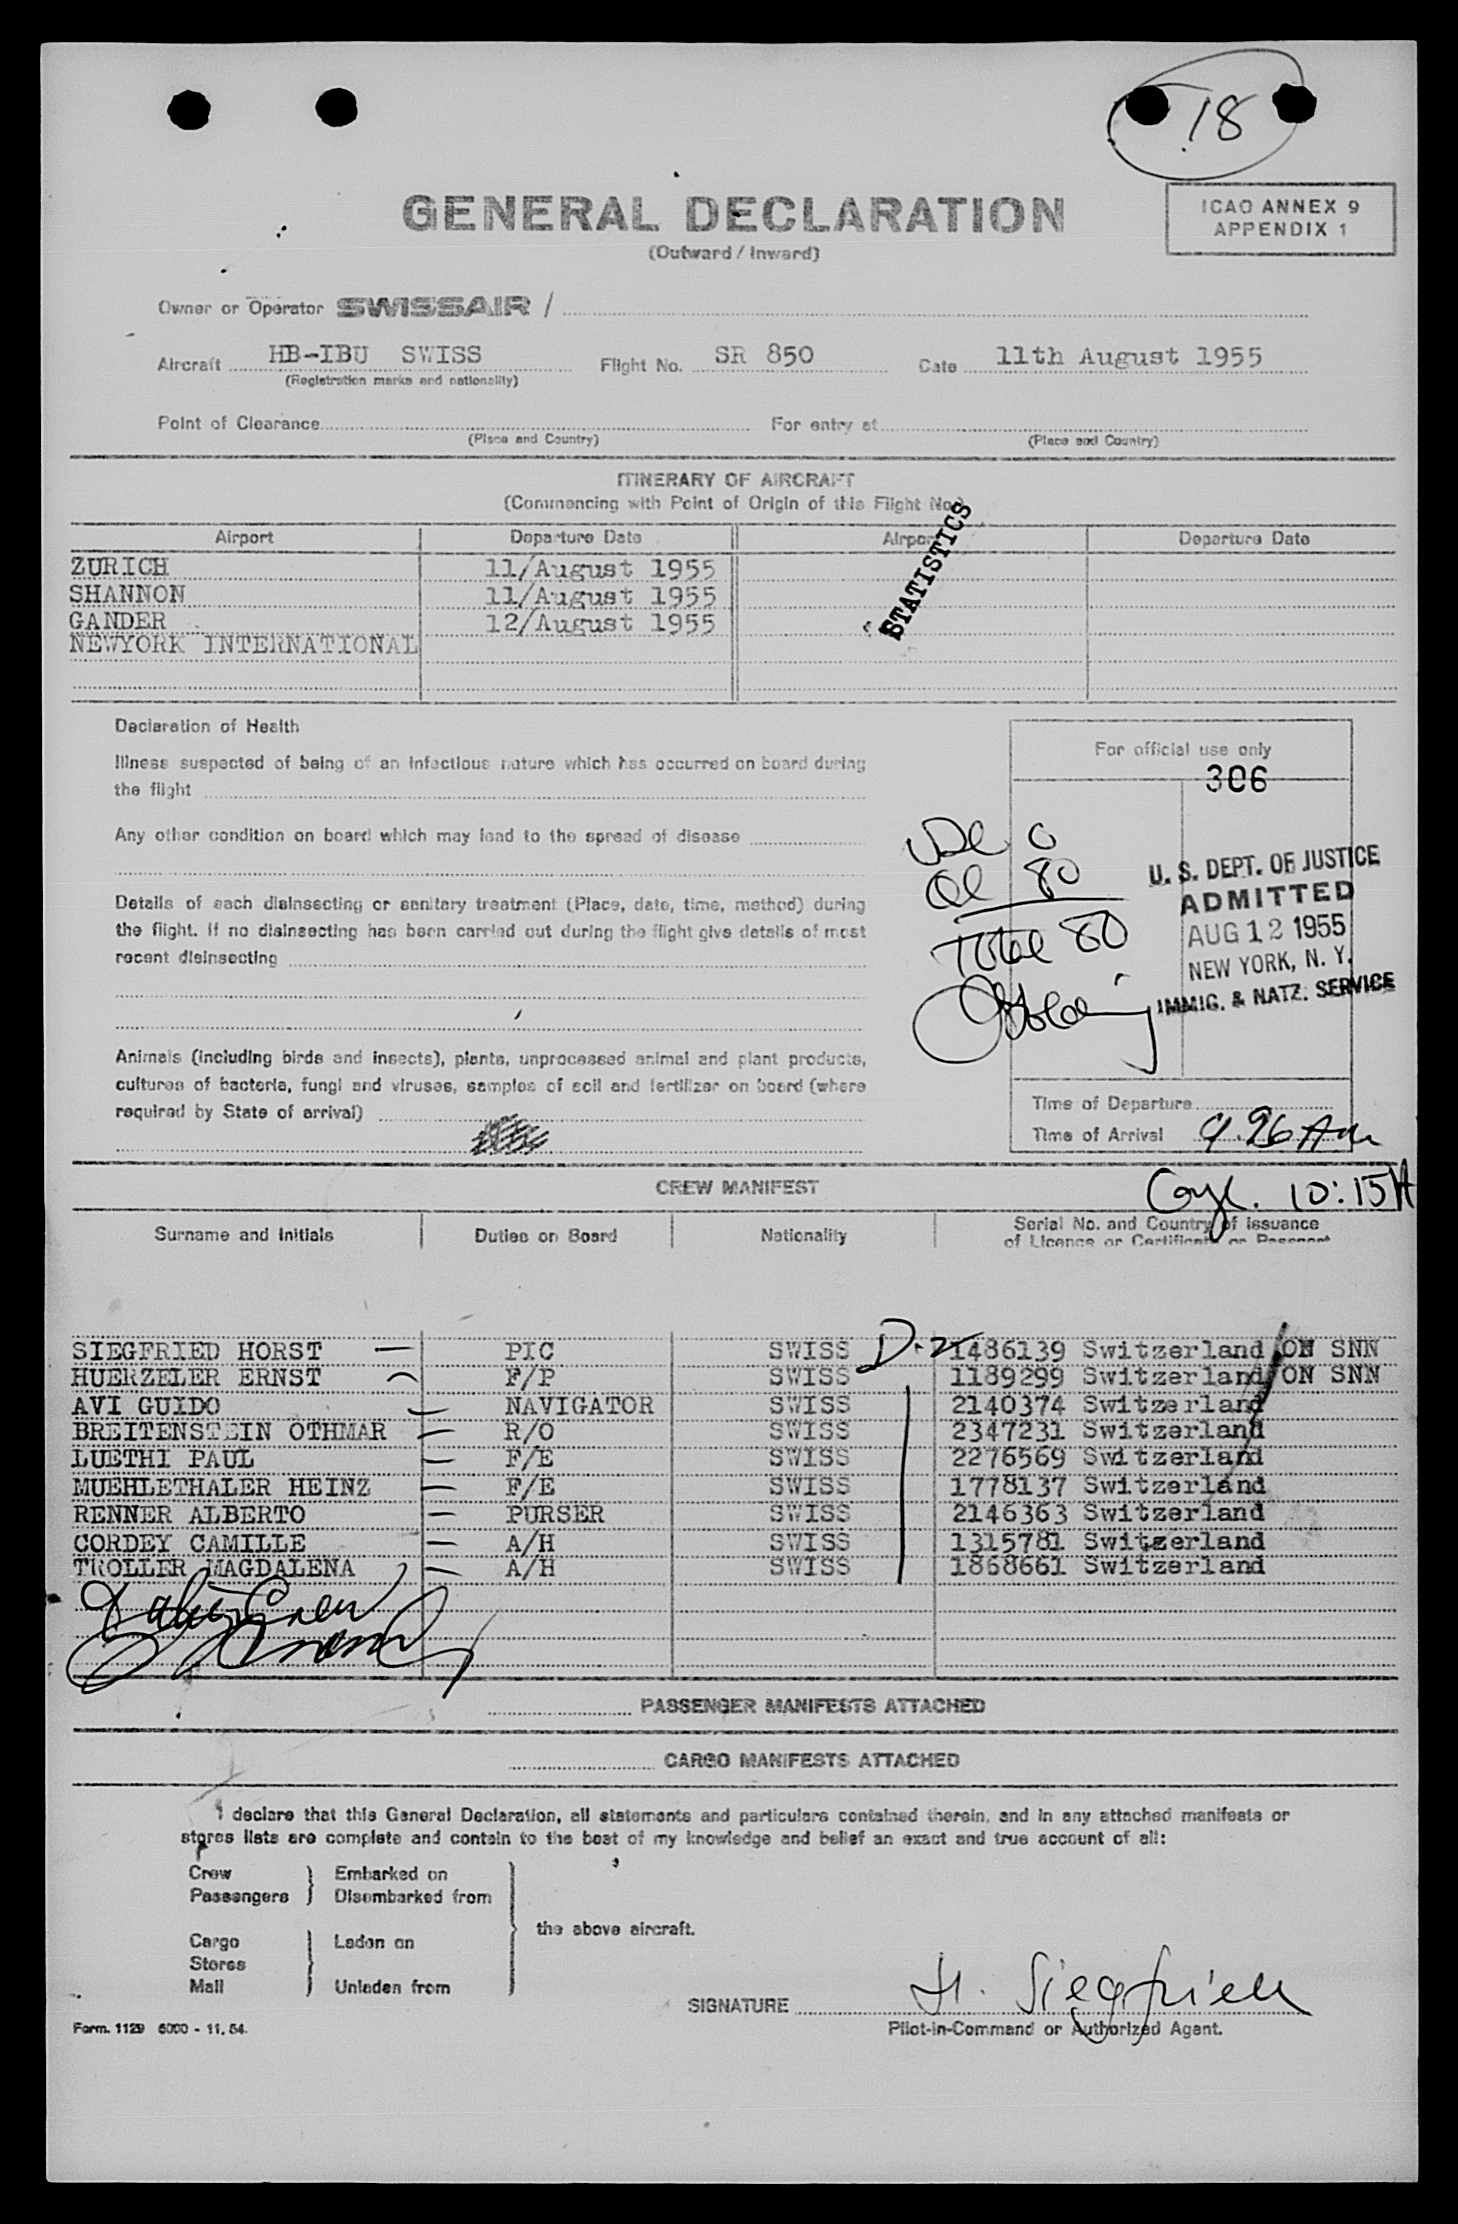 18
GENERAL DECLARATION
(Outward / Inward)
ICAO ANNEX 9
APPENDIX 1
Owner or Operator SWISSAIR /
Aircraft HB-IBU SWISS Flight No. SR 850 Date 11th August 1955
(Registration marks and nationality)
Point of Clearance For entry at
(Place and Country) (Place and Country)
ITINERARY OF AIRCRAFT
(Commencing with Point of Origin of this Flight No.)
Airport Departure Date Airport Departure Date
STATISTICS
ZURICH 11/August 1955
SHANNON 11/August 1955
GANDER 12/August 1955
NEWYORK INTERNATIONAL
Declaration of Health
Illness suspected of being of an infectious nature which has occurred on board during
the flight
Any other condition on board which may lead to the spread of disease
Details of each disinsecting or sanitary treatment (Place, date, time, method) during
the flight. If no disinsecting has been carried out during the flight give details of most
recent disinsecting
Animals (including birds and insects), plants, unprocessed animal and plant products,
cultures of bacteria, fungi and viruses, samples of soil and fertilizer on board (where
required by State of arrival)
For official use only
306
0
80
Total 80
U. S. DEPT. OF JUSTICE
ADMITTED
AUG 12 1955
NEW YORK, N. Y.
IMMIG. & NATZ. SERVICE
Time of Departure
Time of Arrival 9.26 Am
CREW MANIFEST
10:15A
Surname and Initials Duties on Board Nationality Serial No. and Country of issuance
of Licence or Certificate or Passport
SIEGFRIED HORST PIC SWISS D-2 1486139 Switzerland ON SNN
HUERZELER ERNST F/P SWISS 1189299 Switzerland ON SNN
AVI GUIDO NAVIGATOR SWISS 2140374 Switzerland
BREITENSTEIN OTHMAR R/O SWISS 2347231 Switzerland
LUETHI PAUL F/E SWISS 2276569 Switzerland
MUEHLETHALER HEINZ F/E SWISS 1778137 Switzerland
RENNER ALBERTO PURSER SWISS 2146363 Switzerland
CORDEY CAMILLE A/H SWISS 1315781 Switzerland
TROLLER MAGDALENA A/H SWISS 1868661 Switzerland
PASSENGER MANIFESTS ATTACHED
CARGO MANIFESTS ATTACHED
I declare that this General Declaration, all statements and particulars contained therein, and in any attached manifests or
stores lists are complete and contain to the best of my knowledge and belief an exact and true account of all:
Crew Embarked on
Passengers Disembarked from
the above aircraft.
Cargo Laden on
Stores
Mail Unladen from
SIGNATURE H. Siegfried
Pilot-in-Command or Authorized Agent.
Form. 1129 6000 - 11. 54.